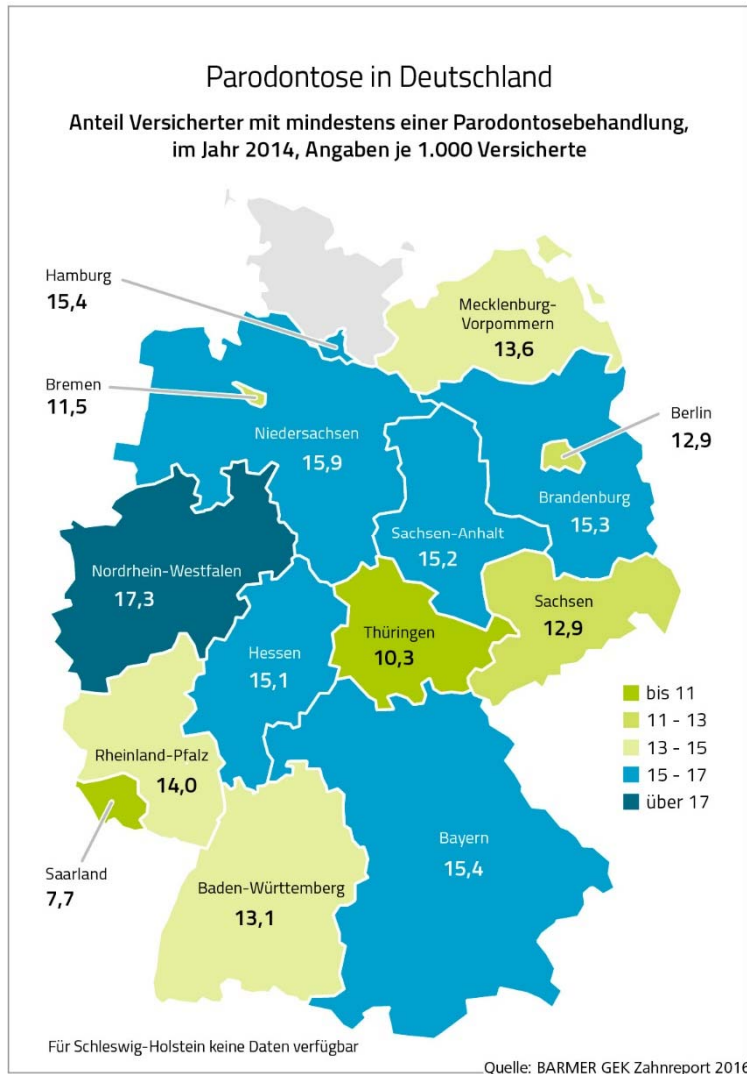 Parodontose in Deutschland
Anteil Versicherter mit mindestens einer Parodontosebehandlung,
im Jahr 2014, Angaben je 1.000 Versicherte
Hamburg
15,4
Mecklenburg-
Vorpommern
13,6
Bremen
11,5
Niedersachsen
15,9
Berlin
12,9
Brandenburg
15,3
Sachsen-Anhalt
15,2
Nordrhein-Westfalen
17,3
Sachsen
12,9
Thüringen
10,3
Hessen
15,1
Rheinland-Pfalz
14,0
bis 11
11 - 13
13 - 15
15 - 17
über 17
Saarland
7,7
Bayern
15,4
Baden-Württemberg
13,1
Für Schleswig-Holstein keine Daten verfügbar
Quelle: BARMER GEK Zahnreport 2016